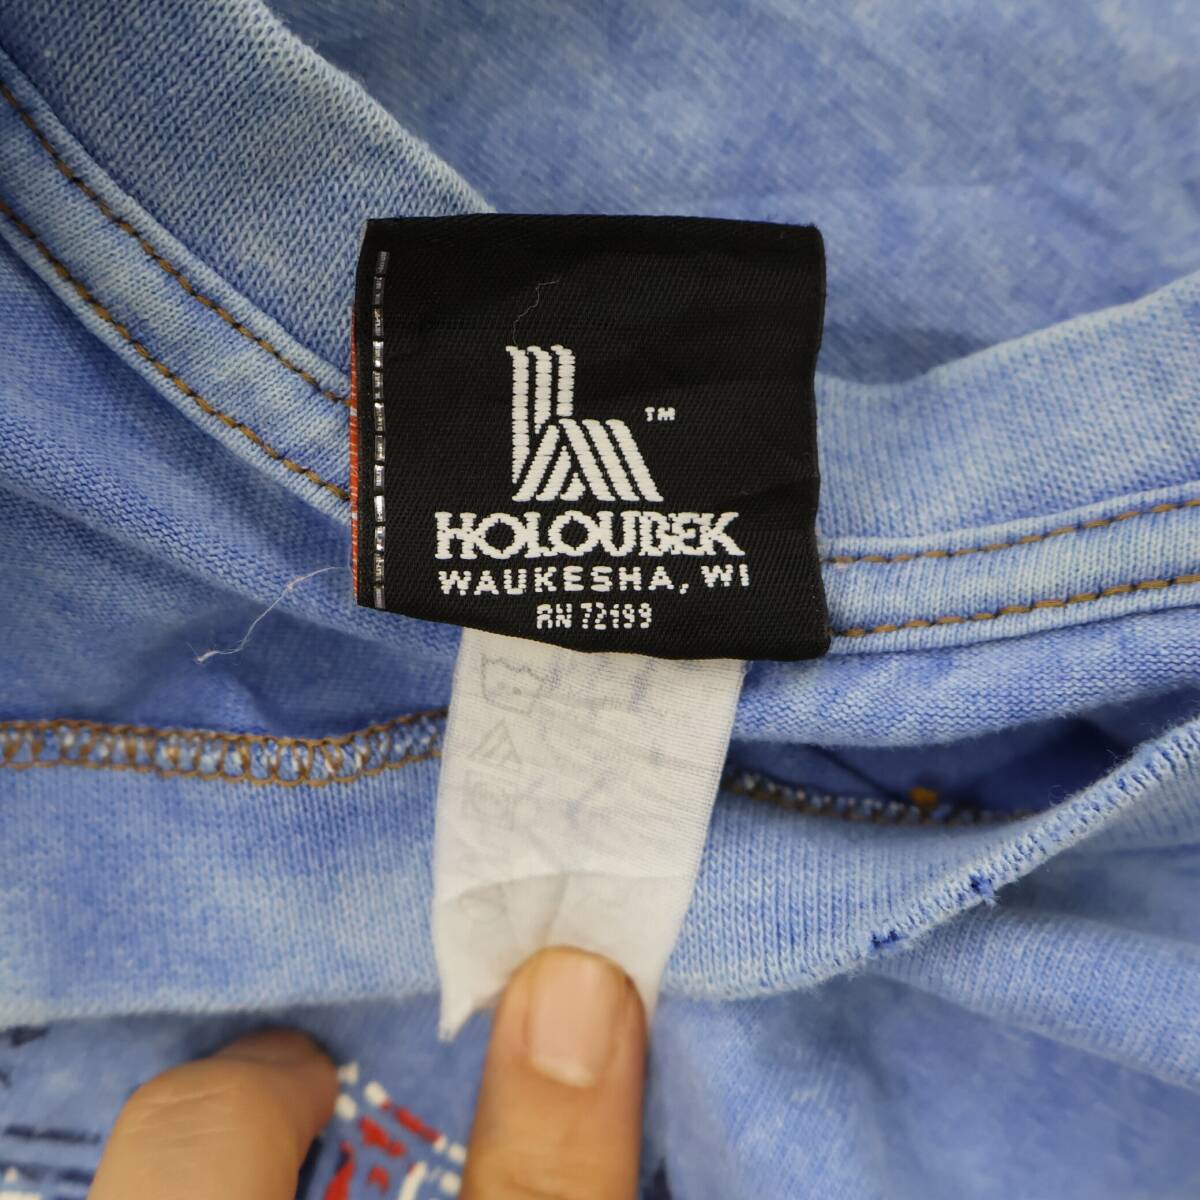 TM
HOLOUBEK
WAUKESHA, WI
RN 72199